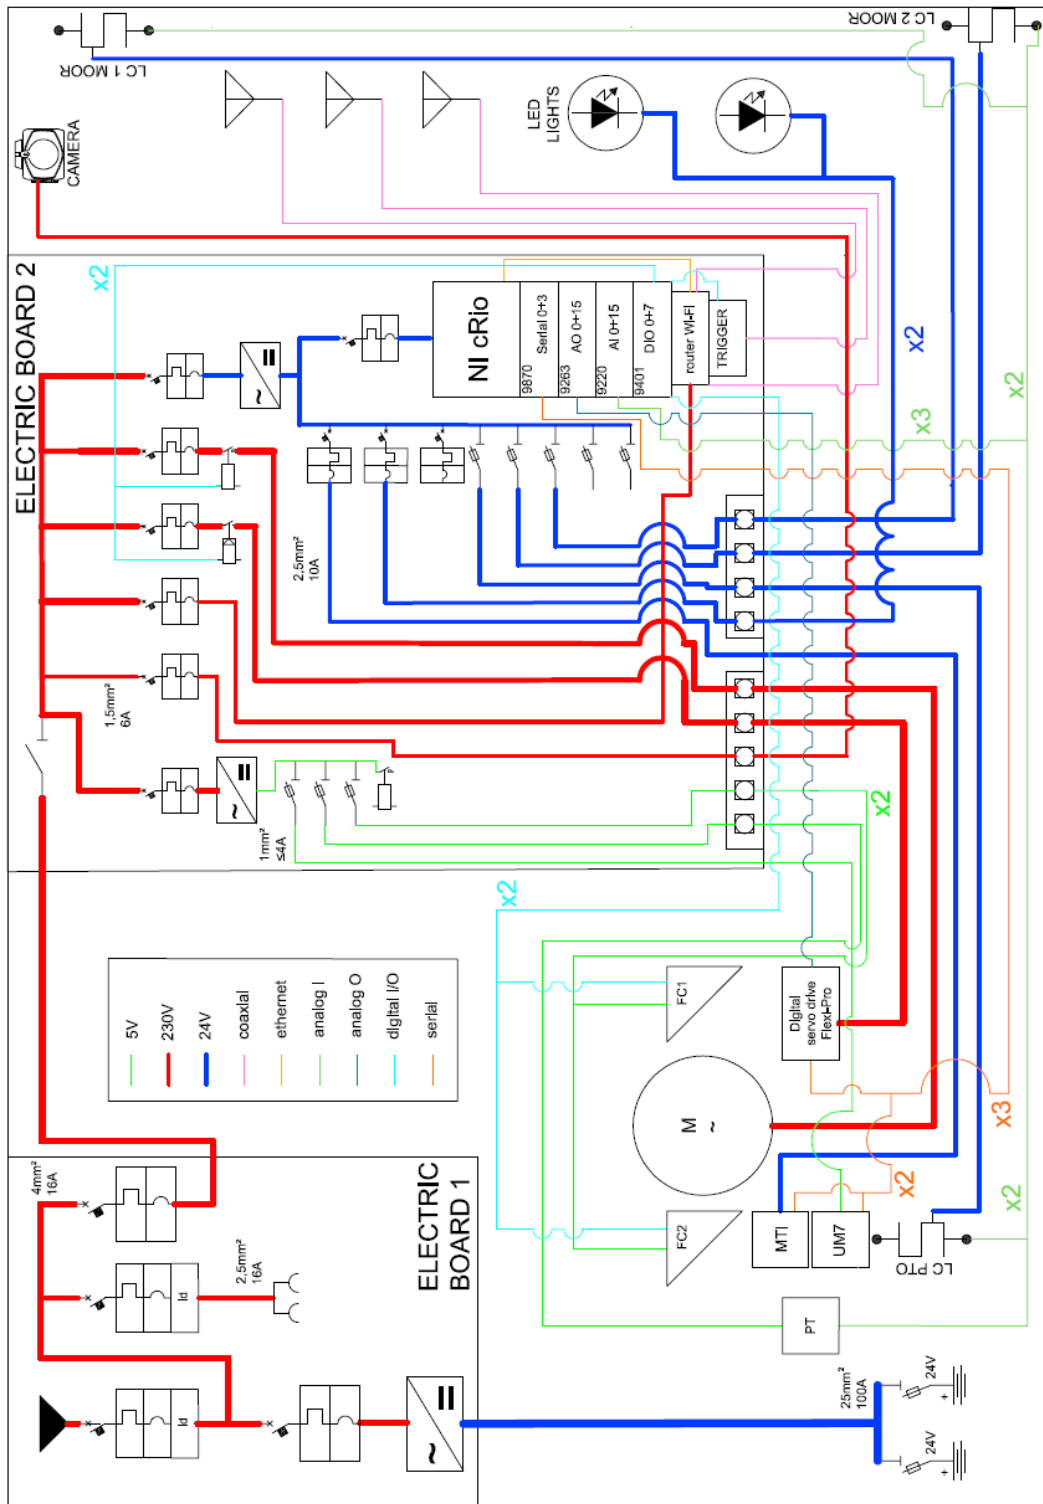 LC 1 MOOR
LC 2 MOOR
CAMERA
LED
LIGHTS
ELECTRIC BOARD 2
x2
NI cRio
9870
Serial 0+3
9263
AO 0+15
9220
AI 0+15
9401
DIO 0+7
router WI-FI
TRIGGER
x2
x3
x2
2,5mm²
10A
1,5mm²
6A
1mm²
≤4A
x2
x2
5V
230V
24V
coaxial
ethernet
analog I
analog O
digital I/O
serial
FC1
Digital
servo drive
Flexi-Pro
M
~
x3
x2
x2
4mm²
16A
2,5mm²
16A
Id
Id
ELECTRIC
BOARD 1
FC2
MTI
UM7
LC PTO
PT
25mm²
100A
24V
+
24V
+